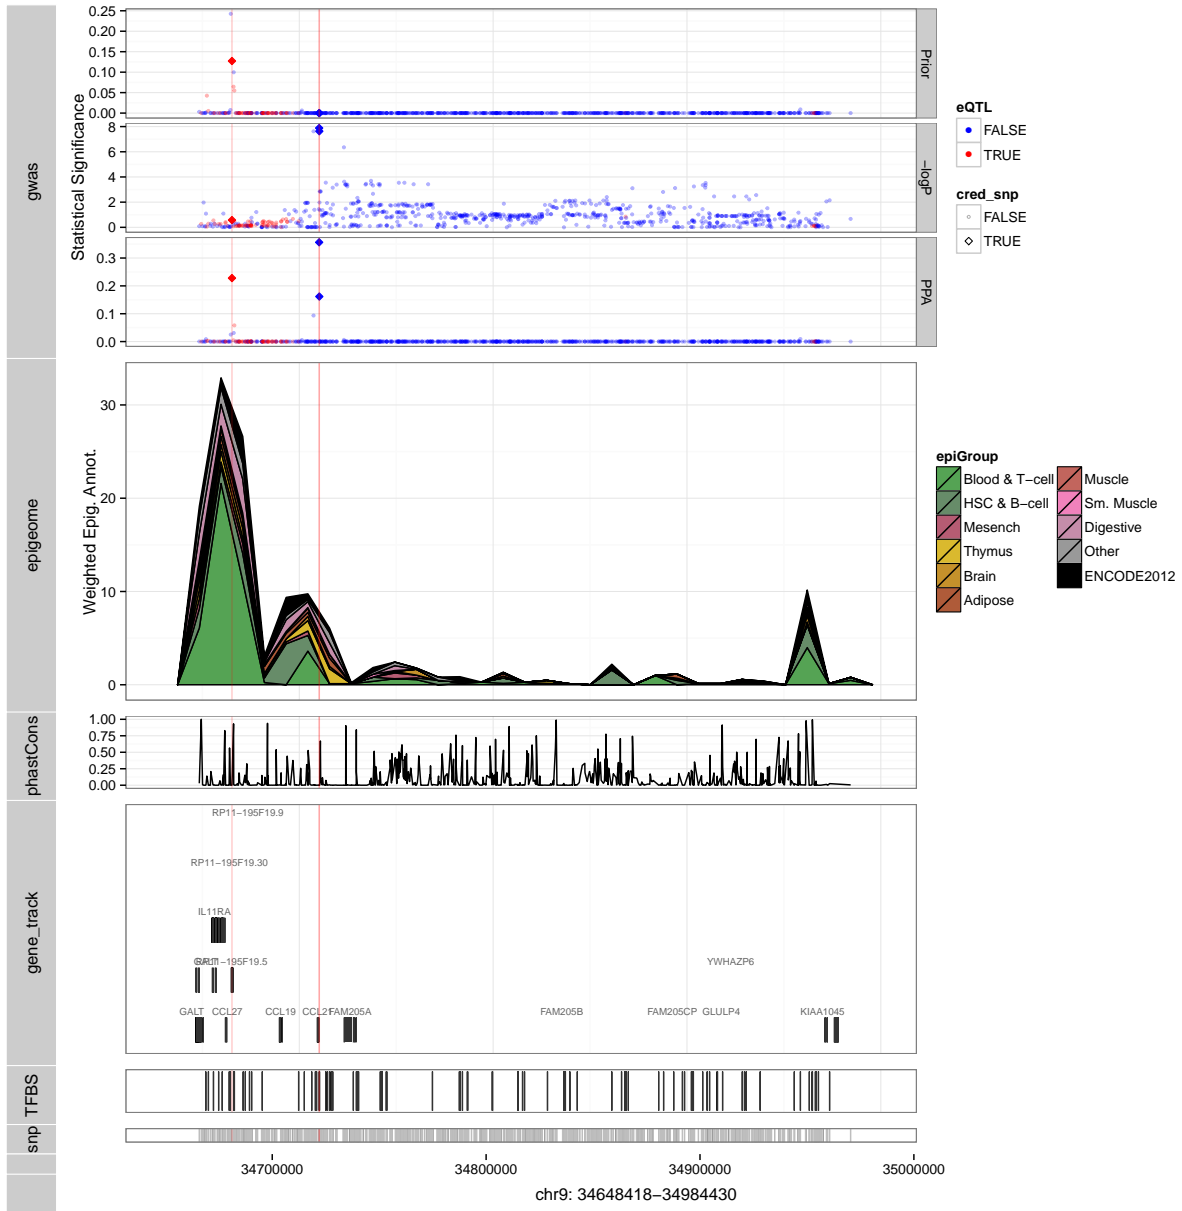 gwas
Statistical Significance
0.25
0.20
0.15
0.10
0.05
0.00
Prior
8
6
4
2
0
−logP
0.3
0.2
0.1
0.0
PPA
eQTL
FALSE
TRUE
cred_snp
FALSE
TRUE
epigeome
Weighted Epig. Annot.
30
20
10
0
epiGroup
Blood & T−cell
HSC & B−cell
Mesench
Thymus
Brain
Adipose
Muscle
Sm. Muscle
Digestive
Other
ENCODE2012
phastCons
1.00
0.75
0.50
0.25
0.00
gene_track
RP11−195F19.9
RP11−195F19.30
IL11RA
RP11−195F19.5
YWHAZP6
GALT CCL27 CCL19 CCL21 FAM205A FAM205B FAM205CP GLULP4 KIAA1045
TFBS
snp
34700000 34800000 34900000 35000000
chr9: 34648418−34984430